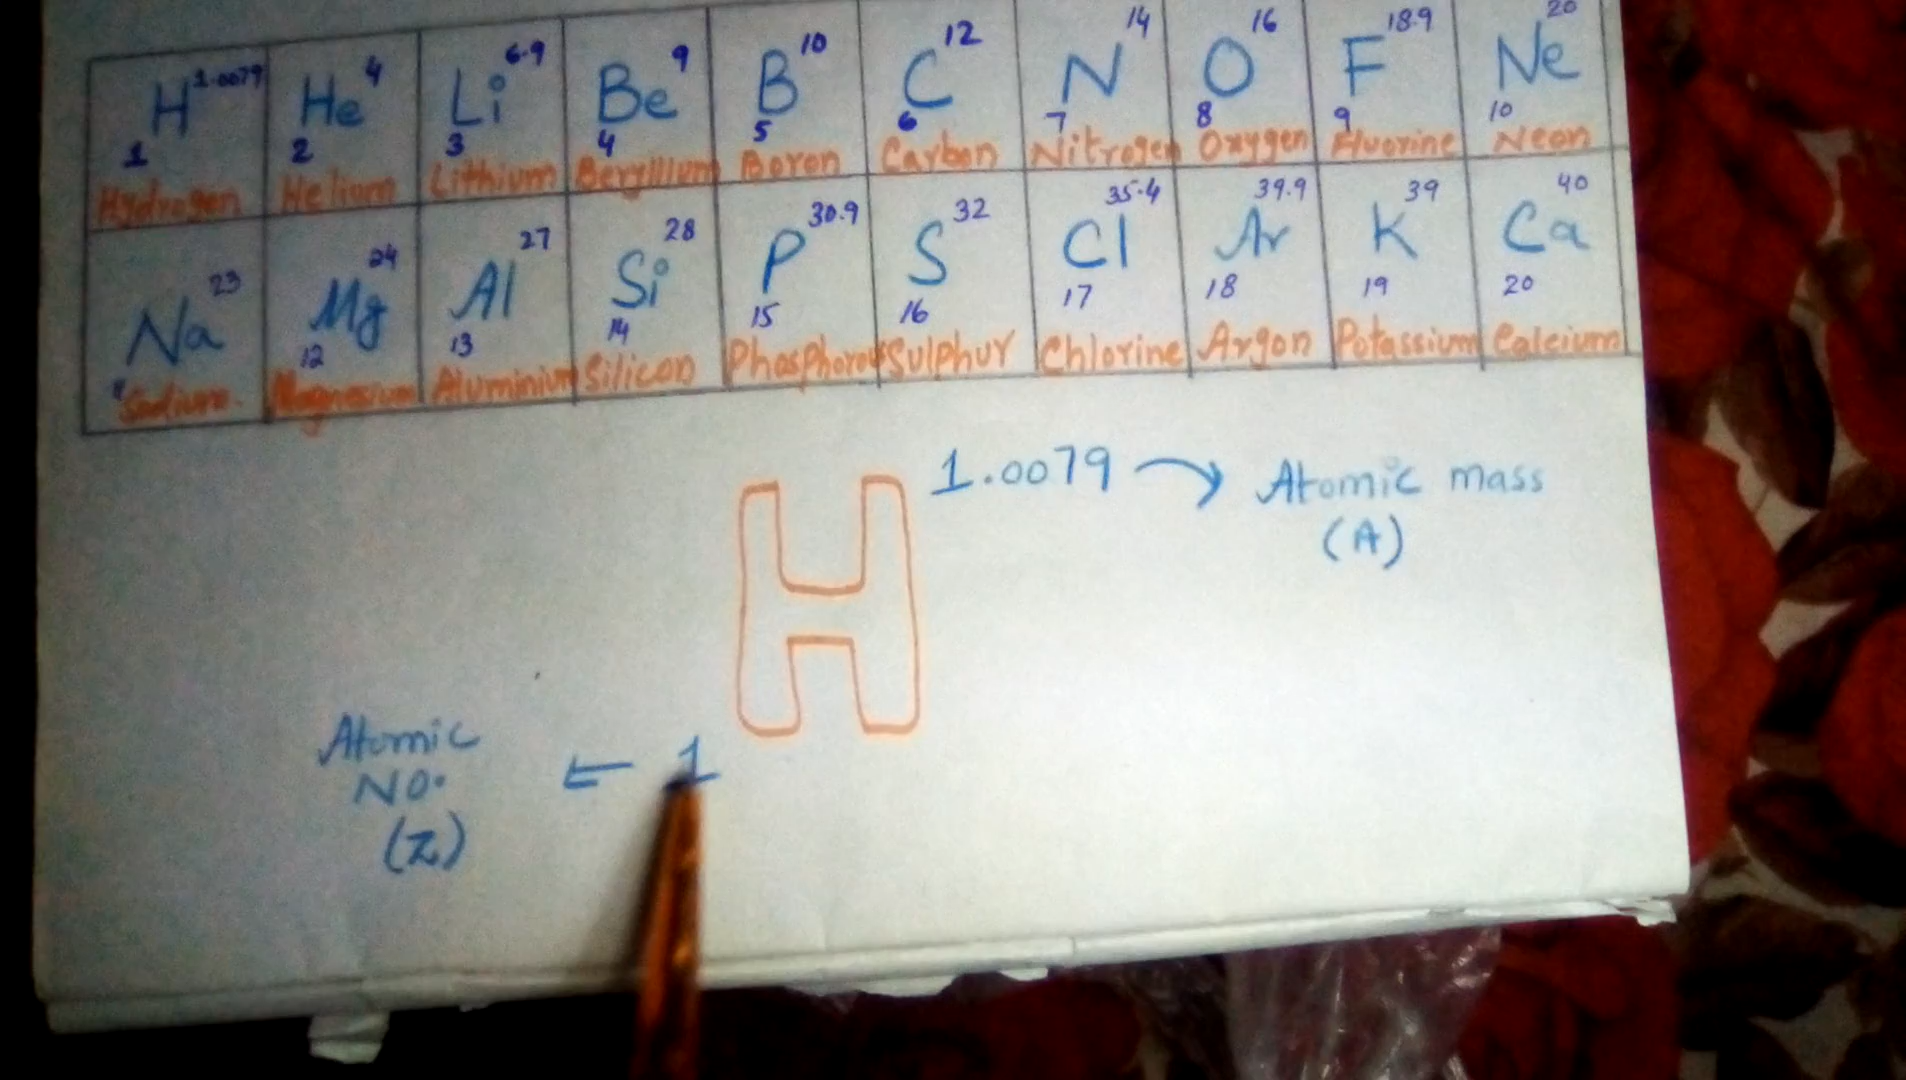 H 1.0079 He 4 Li 6.9 Be 9 B 10 C 12 N 14 O 16 F 18.9 Ne 20
1 2 3 4 5 6 7 8 9 10
Hydrogen Helium Lithium Beryllium Boron Carbon Nitrogen Oxygen Fluorine Neon
Na 23 Mg 24 Al 27 Si 28 P 30.9 S 32 Cl 35.4 Ar 39.9 K 39 Ca 40
12 13 14 15 16 17 18 19 20
Sodium Magnesium Aluminium Silicon Phosphorous Sulphur Chlorine Argon Potassium Calcium
H 1.0079 → Atomic mass
(A)
Atomic ← 1
No.
(Z)